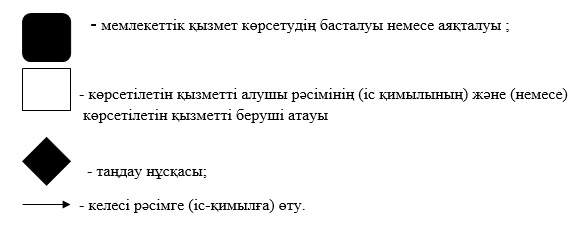 - мемлекеттік қызмет көрсетудің басталуы немесе аяқталуы ;
- көрсетілетін қызметті алушы рәсімінің (іс қимылының) және (немесе)
көрсетілетін қызметті беруші атауы
- таңдау нұсқасы;
- келесі рәсімге (іс-қимылға) өту.